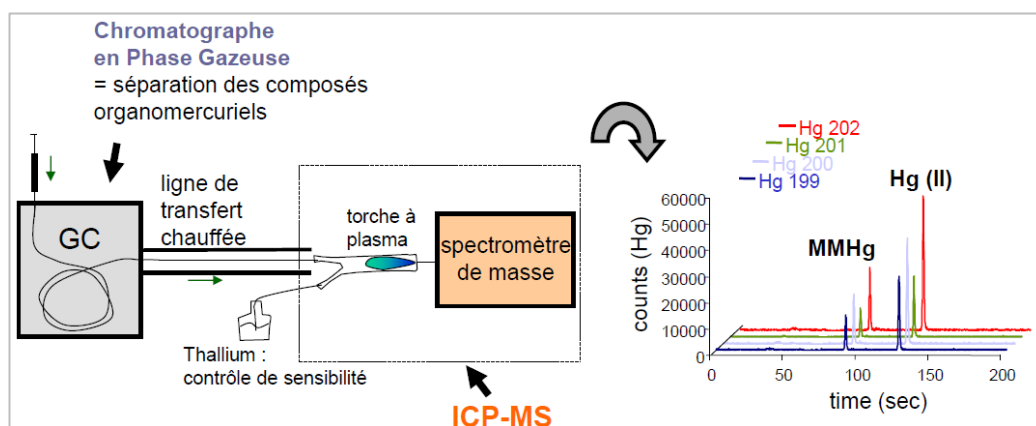 Chromatographe
en Phase Gazeuse
= séparation des composés
organomercuriels
GC
ligne de
transfert
chauffée
torche à
plasma
spectromètre
de masse
Thallium :
contrôle de sensibilité
ICP-MS
Hg 202
Hg 201
Hg 200
Hg 199
Hg (II)
MMHg
counts (Hg)
60000
50000
40000
30000
20000
10000
0
0
50
100
150
200
time (sec)